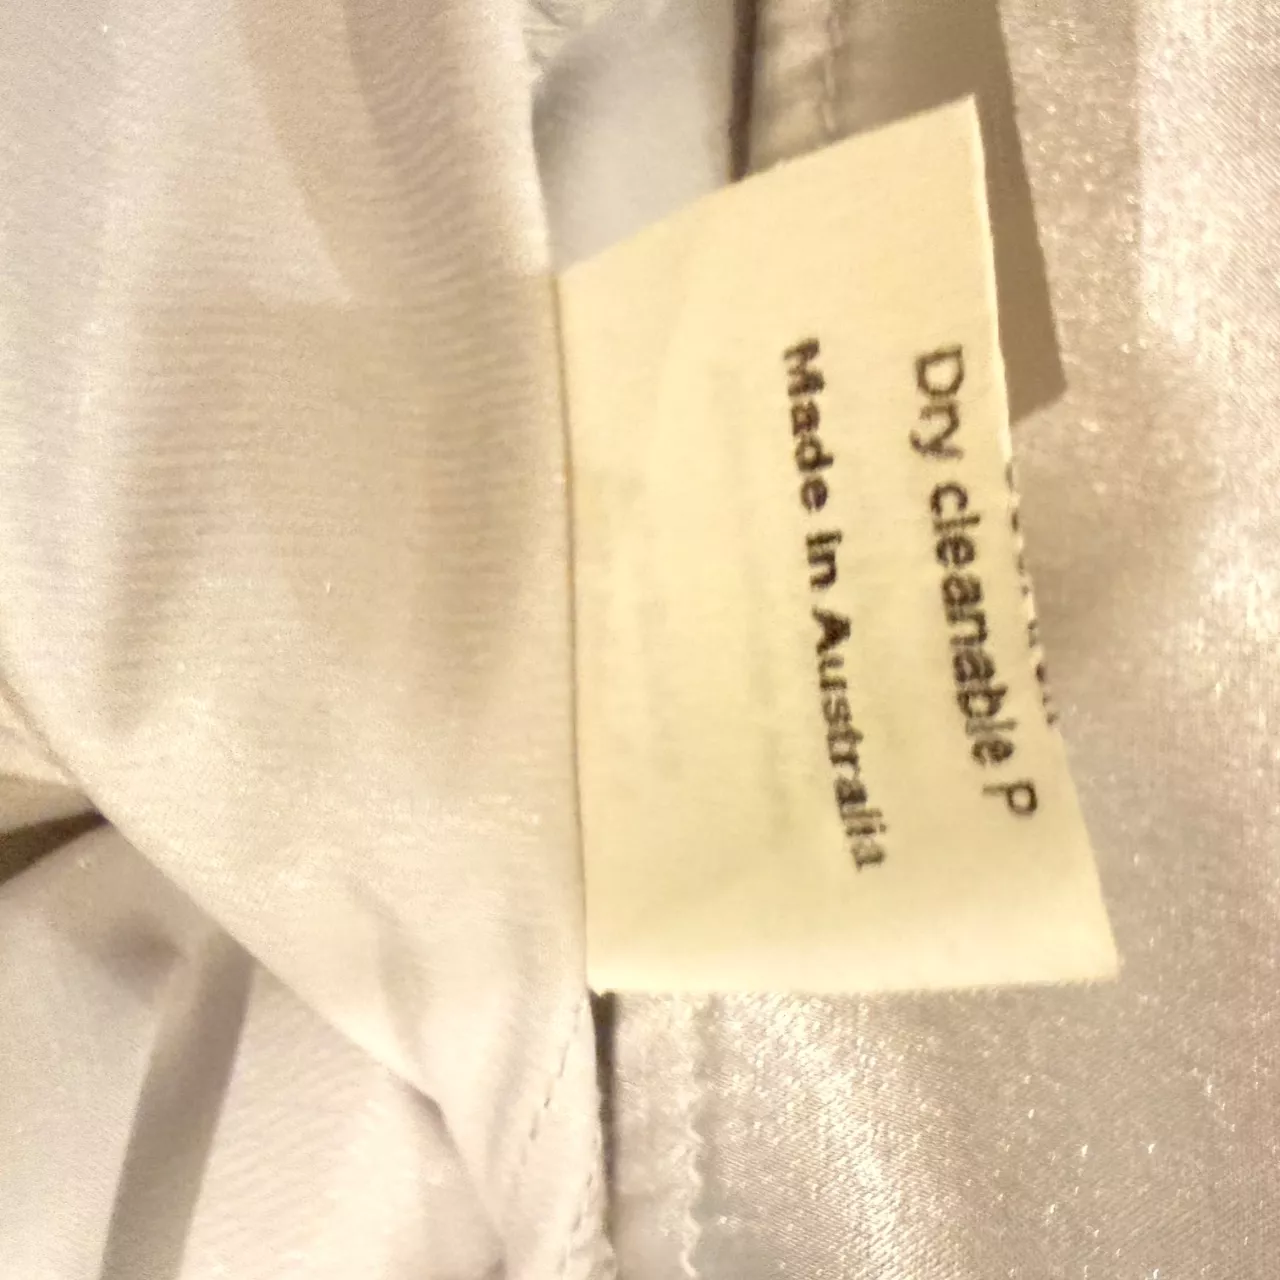 Dry cleanable P
Made in Australia